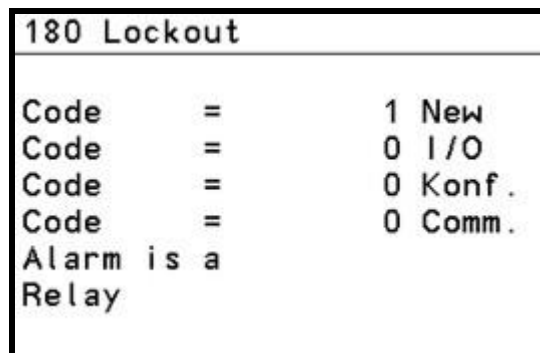 180 Lockout
Code = 1 New
Code = 0 I/O
Code = 0 Konf.
Code = 0 Comm.
Alarm is a
Relay